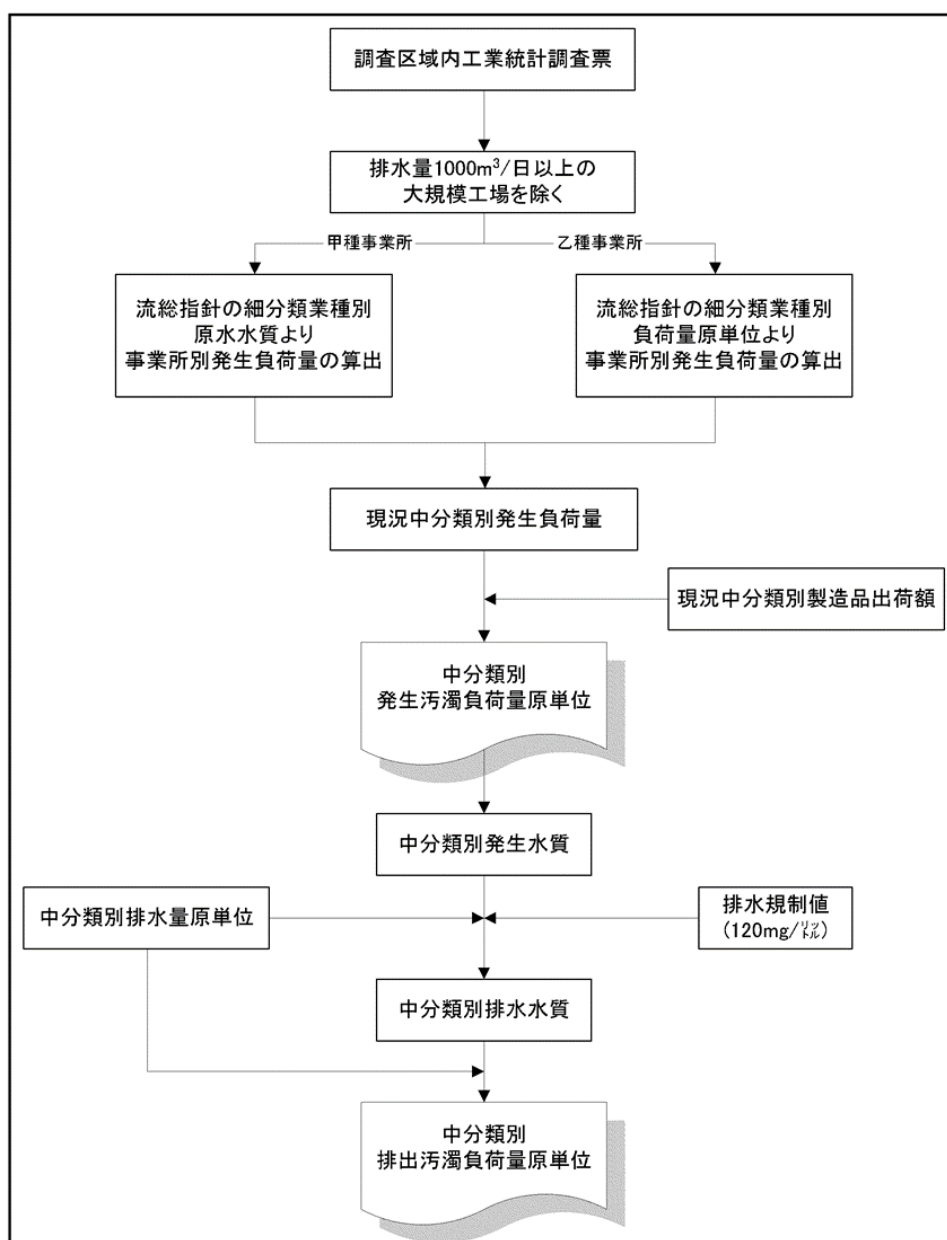 調査区域内工業統計調査票
排水量1000m³/日以上の
大規模工場を除く
甲種事業所
乙種事業所
流総指針の細分類業種別
原水水質より
事業所別発生負荷量の算出
流総指針の細分類業種別
負荷量原単位より
事業所別発生負荷量の算出
現況中分類別発生負荷量
現況中分類別製造品出荷額
中分類別
発生汚濁負荷量原単位
中分類別発生水質
中分類別排水量原単位
排水規制値
(120mg/㍑)
中分類別排水水質
中分類別
排出汚濁負荷量原単位